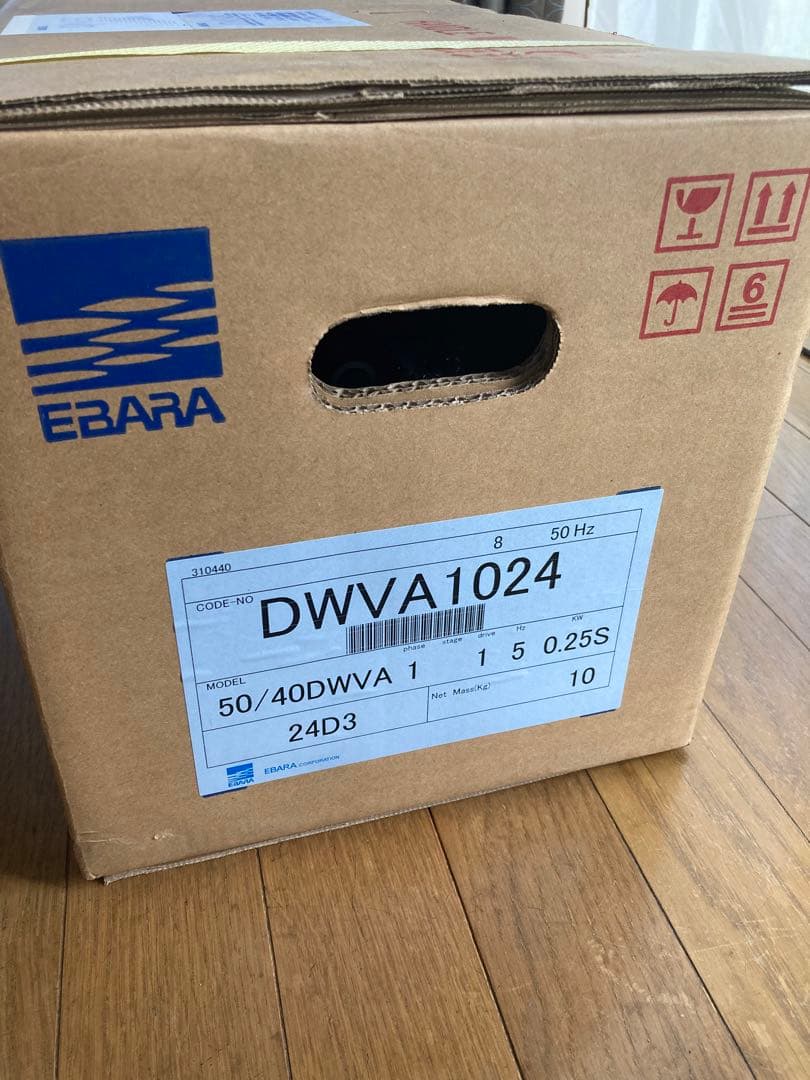 6
EBARA
310440 8 50 Hz
CODE-NO DWVA1024
phase stage drive Hz KW
MODEL 50/40DWVA 1 1 5 0.25S
24D3 Net Mass(Kg) 10
EBARA EBARA CORPORATION